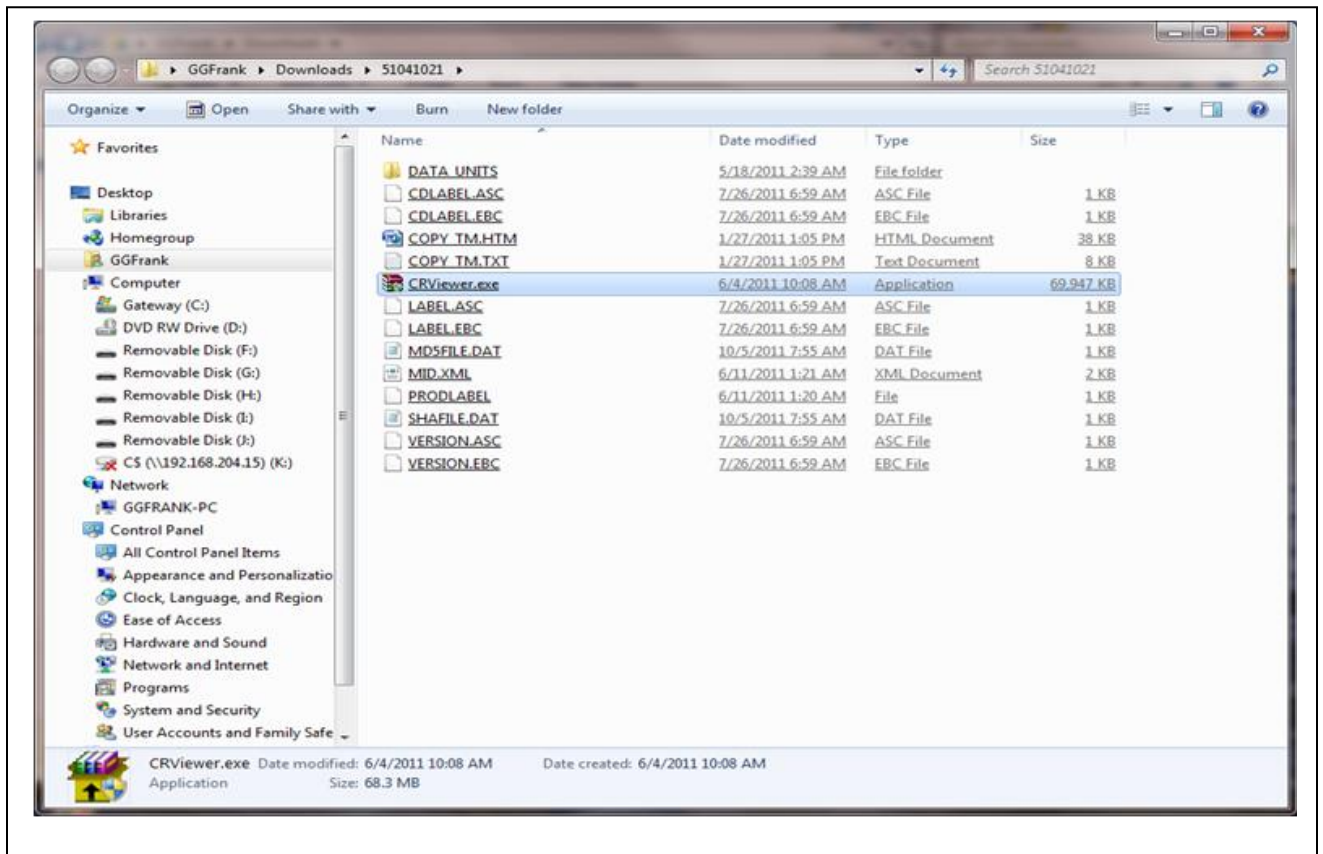 GGFrank Downloads 51041021 Search 51041021
Organize Open Share with Burn New folder
Favorites
Desktop
Libraries
Homegroup
GGFrank
Computer
Gateway (C:)
DVD RW Drive (D:)
Removable Disk (F:)
Removable Disk (G:)
Removable Disk (H:)
Removable Disk (I:)
Removable Disk (J:)
C$ (\\192.168.204.15) (K:)
Network
GGFRANK-PC
Control Panel
All Control Panel Items
Appearance and Personalizatio
Clock, Language, and Region
Ease of Access
Hardware and Sound
Network and Internet
Programs
System and Security
User Accounts and Family Safe
Name Date modified Type Size
DATA_UNITS 5/18/2011 2:39 AM File folder
CDLABEL.ASC 7/26/2011 6:59 AM ASC File 1 KB
CDLABEL.EBC 7/26/2011 6:59 AM EBC File 1 KB
COPY_TM.HTM 1/27/2011 1:05 PM HTML Document 38 KB
COPY_TM.TXT 1/27/2011 1:05 PM Text Document 8 KB
CRViewer.exe 6/4/2011 10:08 AM Application 69,947 KB
LABEL.ASC 7/26/2011 6:59 AM ASC File 1 KB
LABEL.EBC 7/26/2011 6:59 AM EBC File 1 KB
MD5FILE.DAT 10/5/2011 7:55 AM DAT File 1 KB
MID.XML 6/11/2011 1:21 AM XML Document 2 KB
PRODLABEL 6/11/2011 1:20 AM File 1 KB
SHAFILE.DAT 10/5/2011 7:55 AM DAT File 1 KB
VERSION.ASC 7/26/2011 6:59 AM ASC File 1 KB
VERSION.EBC 7/26/2011 6:59 AM EBC File 1 KB
CRViewer.exe Date modified: 6/4/2011 10:08 AM Date created: 6/4/2011 10:08 AM
Application Size: 68.3 MB